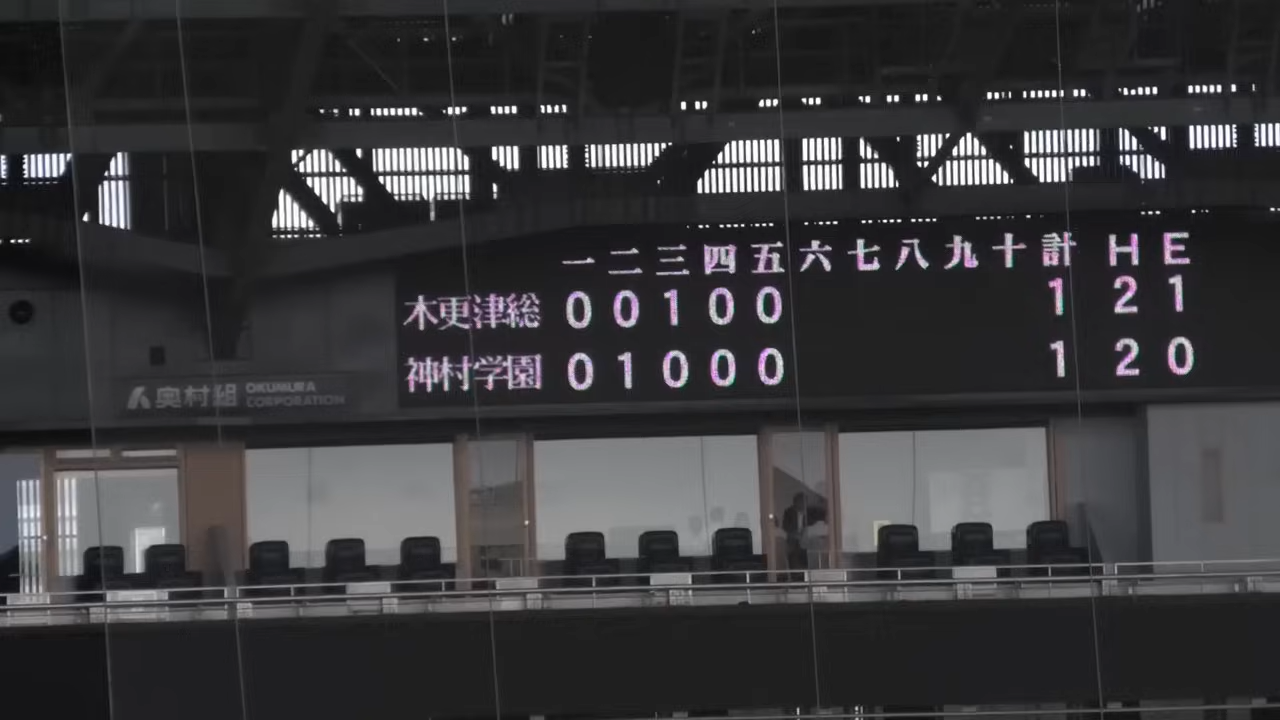 一 二 三 四 五 六 七 八 九 十 計 H E
木更津総 0 0 1 0 0 1 2 1
神村学園 0 1 0 0 0 1 2 0
奥村組 OKUMURA
CORPORATION